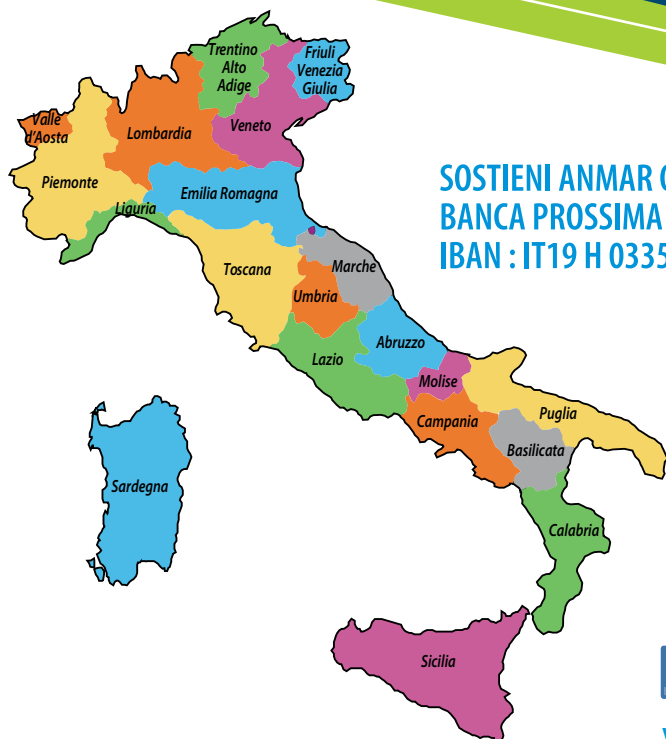 Trentino
Alto
Adige
Friuli
Venezia
Giulia
Valle
d'Aosta
Lombardia
Veneto
Piemonte
Emilia Romagna
Liguria
SOSTIENI ANMAR
BANCA PROSSIMA
IBAN : IT19 H 0335
Toscana
Marche
Umbria
Abruzzo
Lazio
Molise
Campania
Puglia
Basilicata
Sardegna
Calabria
Sicilia